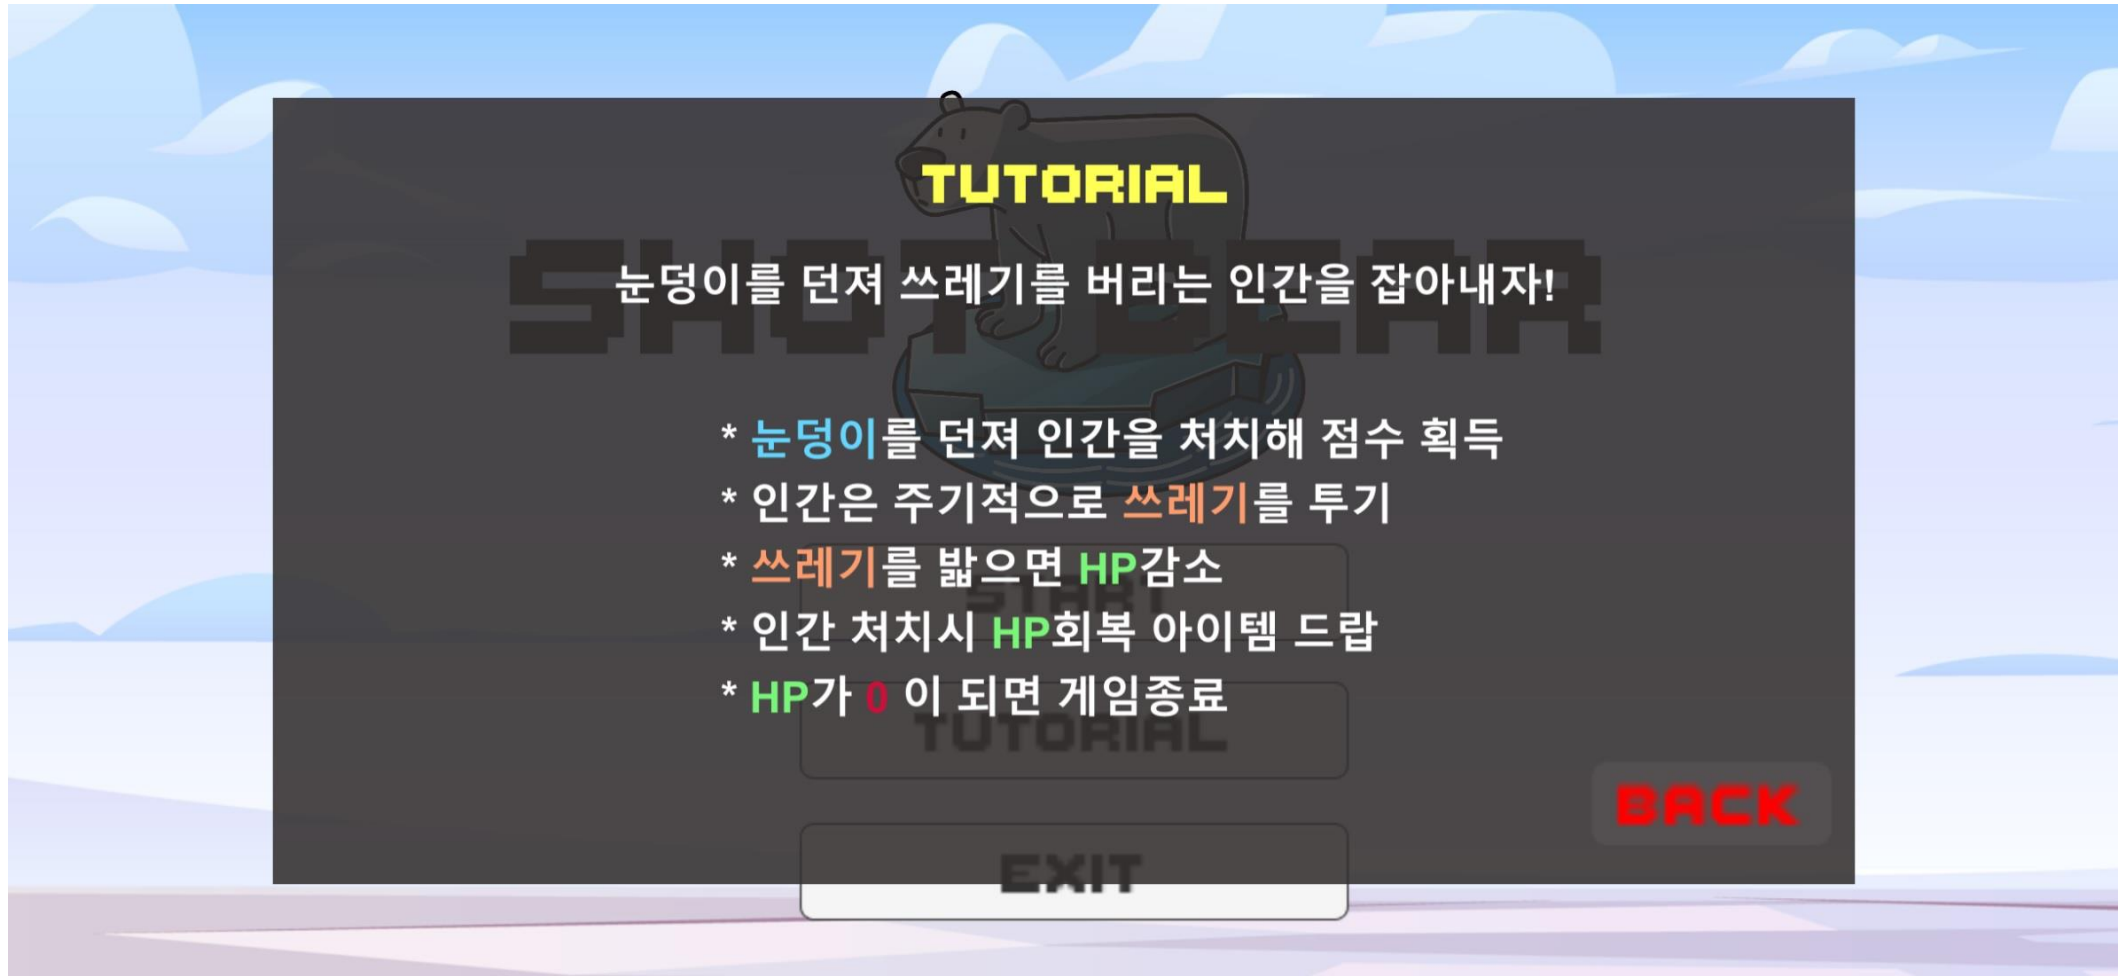 TUTORIAL
SHOT BEAR
눈덩이를 던져 쓰레기를 버리는 인간을 잡아내자!
* 눈덩이를 던져 인간을 처치해 점수 획득
* 인간은 주기적으로 쓰레기를 투기
* 쓰레기를 밟으면 HP감소
START
* 인간 처치시 HP회복 아이템 드랍
* HP가 0 이 되면 게임종료
TUTORIAL
BACK
EXIT